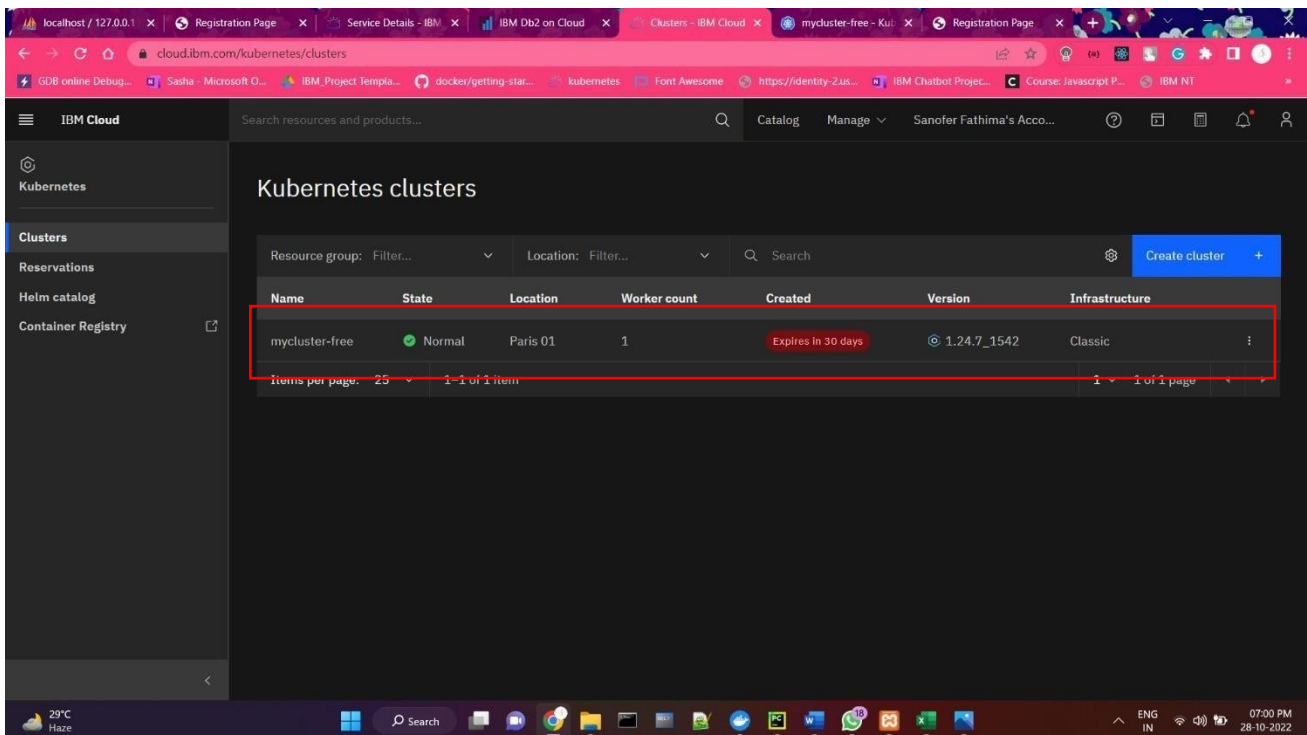 localhost / 127.0.0.1
Registration Page
Service Details - IBM
IBM Db2 on Cloud
Clusters - IBM Cloud
mycluster-free - Kub
Registration Page
cloud.ibm.com/kubernetes/clusters
GDB online Debug...
Sasha - Microsoft O...
IBM_Project Templa...
docker/getting-star...
kubernetes
Font Awesome
https://identity-2.us...
IBM Chatbot Projec...
Course: Javascript P...
IBM NT
IBM Cloud
Search resources and products...
Catalog
Manage
Sanofer Fathima's Acco...
Kubernetes
Clusters
Reservations
Helm catalog
Container Registry
Kubernetes clusters
Resource group: Filter...
Location: Filter...
Search
Create cluster +
Name State Location Worker count Created Version Infrastructure
mycluster-free Normal Paris 01 1 Expires in 30 days 1.24.7_1542 Classic
Items per page: 25 1–1 of 1 item 1 1 of 1 page
29°C
Haze
Search
18
ENG
IN
07:00 PM
28-10-2022